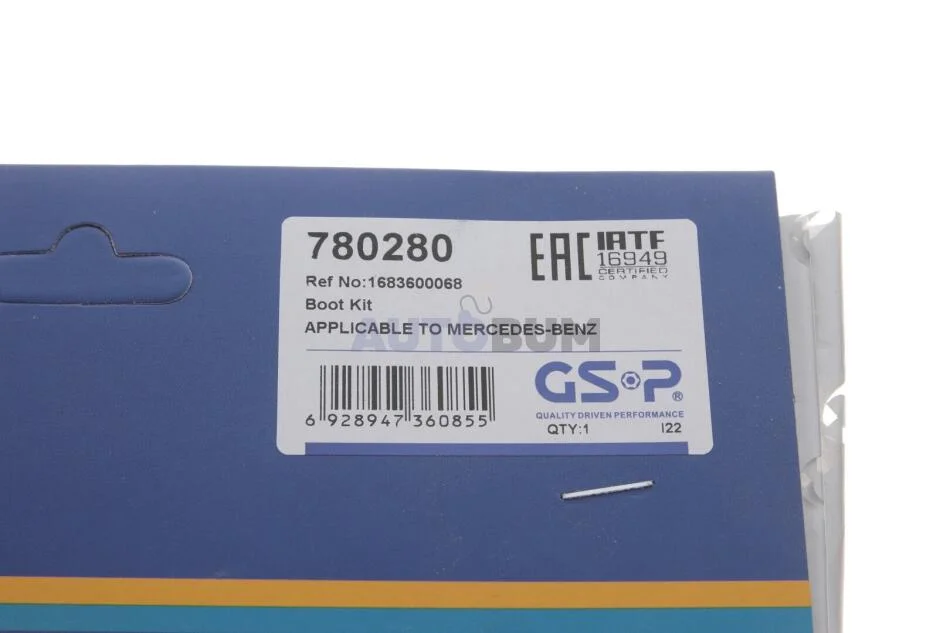 780280
EAC
IATF
16949
CERTIFIED
COMPANY
Ref No:1683600068
Boot Kit
APPLICABLE TO MERCEDES-BENZ
AUTOBUM
GSP®
QUALITY DRIVEN PERFORMANCE
6 928947 360855
QTY:1 I22